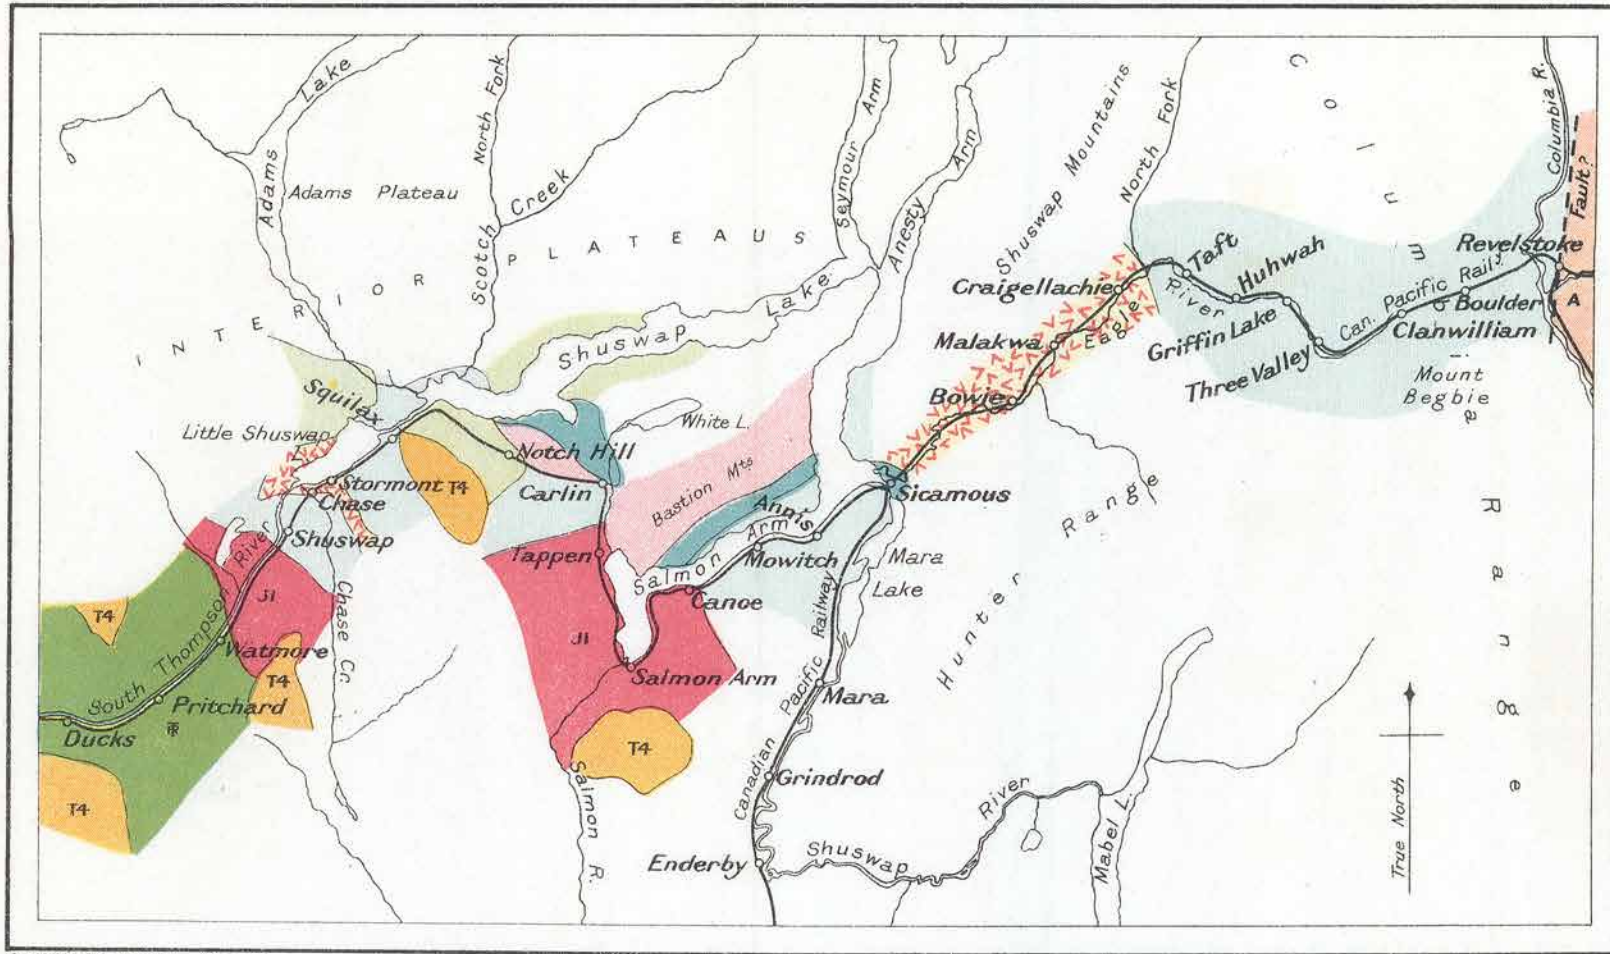 Lake
North Fork
Seymour Arm
Anesty Arm
Shuswap Mountains
North Fork
Columbia R.
Fault?
Adams
Adams Plateau
Scotch Creek
INTERIOR PLATEAUS
Shuswap Lake
Colum
Revelstoke
Taft
Huhwah
Craigellachie
River
Eagle
Can. Pacific Raily.
Boulder
A
Malakwa
Griffin Lake
Clanwilliam
Three Valley
Mount
Begbie
Squilax
Bowie
Little Shuswap
L.
White L.
Notch Hill
Stormont
T4
Carlin
Bastion Mts
Sicamous
Chase
Annis
Hunter Range
Range
Shuswap
Tappen
Salmon Arm
Mowitch
Mara
Lake
Canoe
Railway
T4
J1
Chase Cr.
J1
South Thompson River
Watmore
Salmon Arm
T4
Pritchard
Mara
Ducks
T4
Canadian Pacific
Grindrod
T4
Salmon R.
Shuswap River
Mabel L.
Enderby
True North